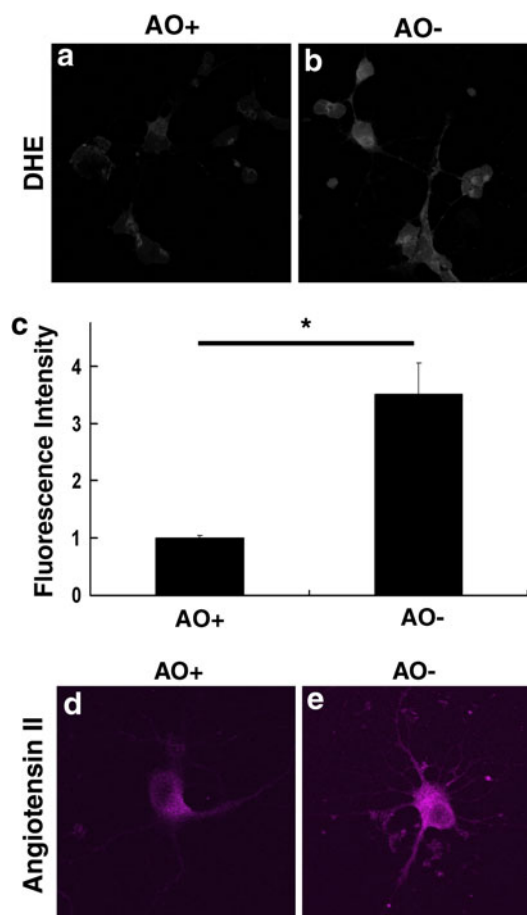 AO+ AO-
a b
DHE
c
*
Fluorescence Intensity
4
3
2
1
0
AO+ AO-
AO+ AO-
d e
Angiotensin II